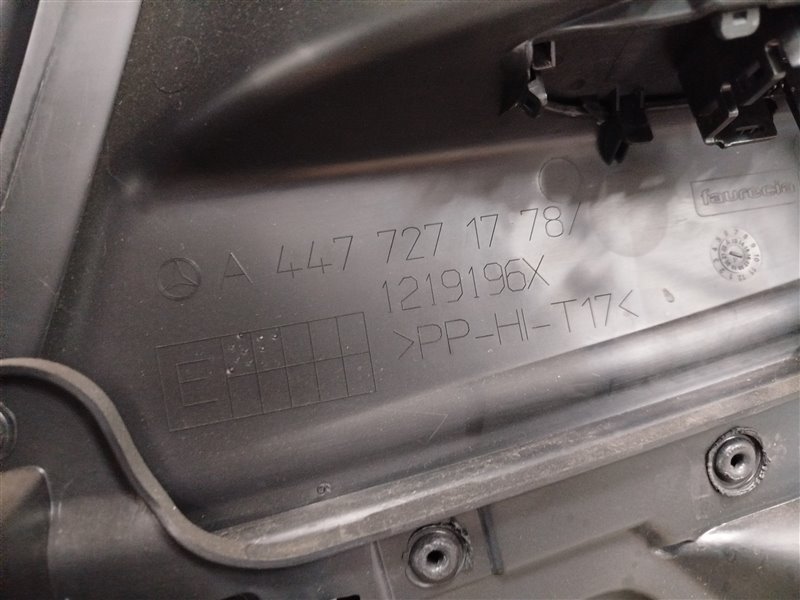 faurecia
A 447 727 17 78/
1219196X
>PP-HI-T17<
E